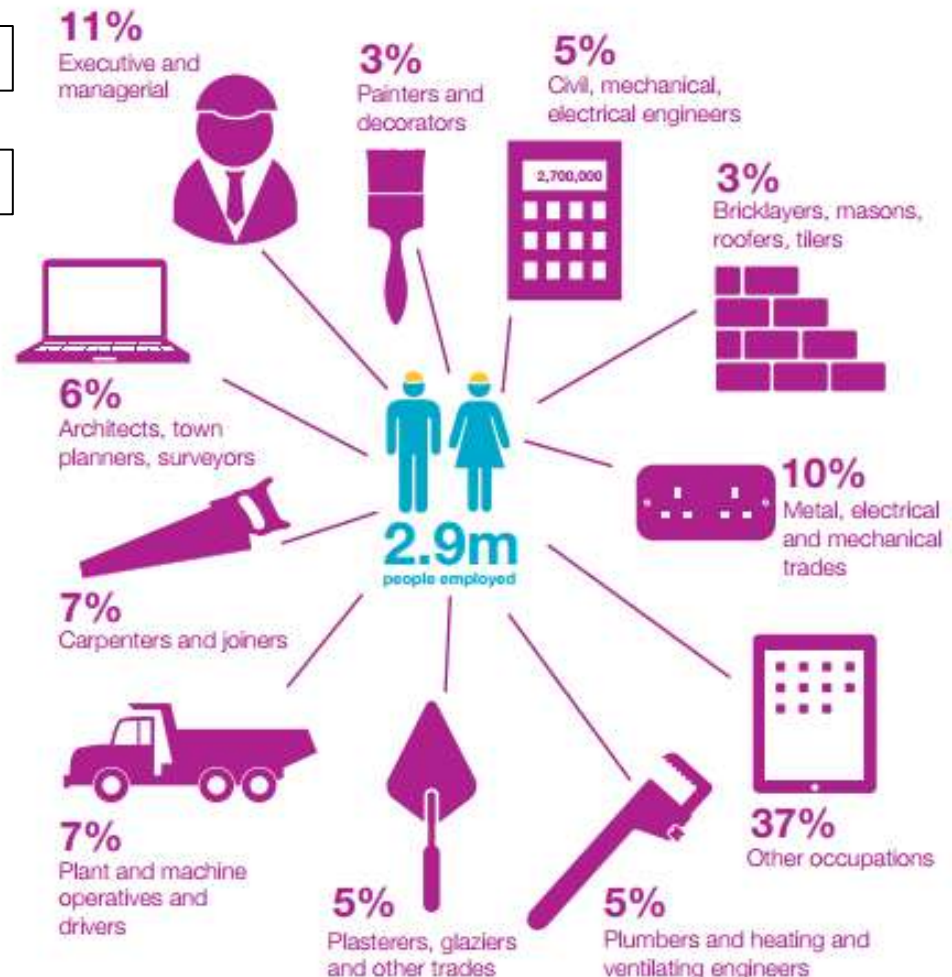 11%
Executive and
managerial
3%
Painters and
decorators
5%
Civil, mechanical,
electrical engineers
2,700,000
3%
Bricklayers, masons,
roofers, tilers
6%
Architects, town
planners, surveyors
10%
Metal, electrical
and mechanical
trades
2.9m
people employed
7%
Carpenters and joiners
7%
Plant and machine
operatives and
drivers
5%
Plasterers, glaziers
and other trades
5%
Plumbers and heating and
ventilating engineers
37%
Other occupations